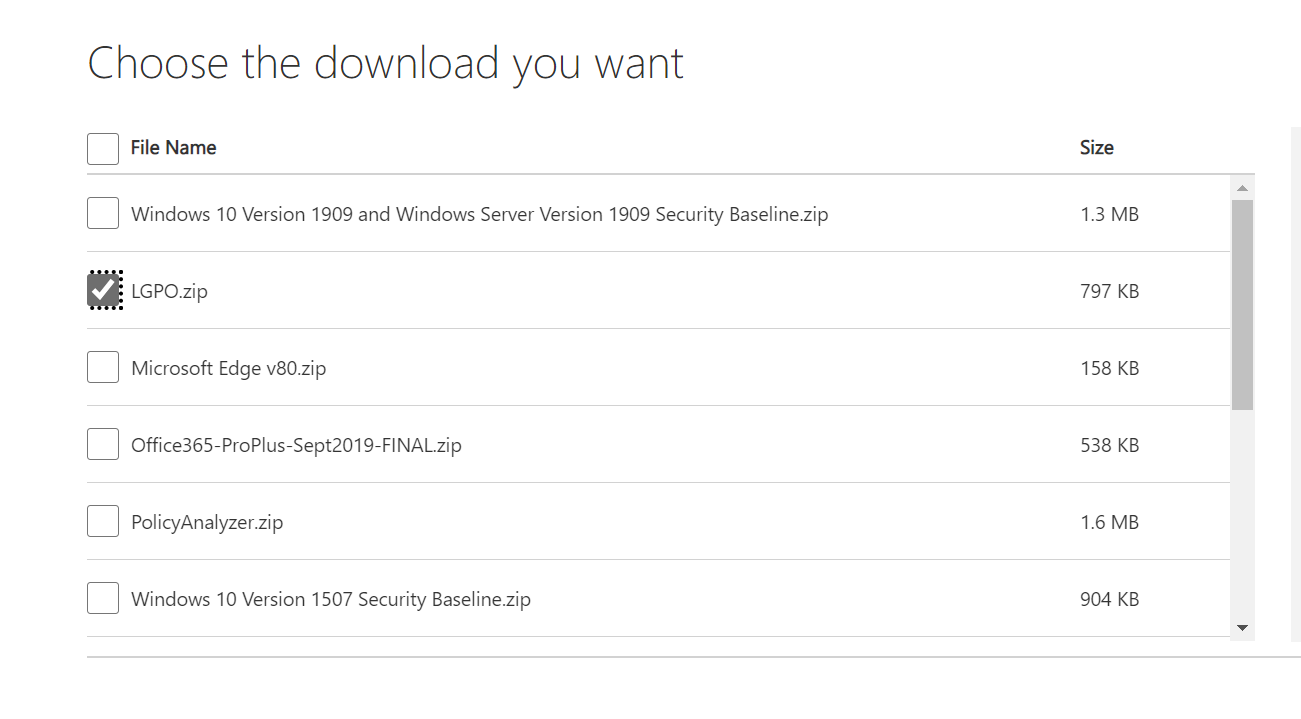 Choose the download you want
File Name Size
Windows 10 Version 1909 and Windows Server Version 1909 Security Baseline.zip 1.3 MB
LGPO.zip 797 KB
Microsoft Edge v80.zip 158 KB
Office365-ProPlus-Sept2019-FINAL.zip 538 KB
PolicyAnalyzer.zip 1.6 MB
Windows 10 Version 1507 Security Baseline.zip 904 KB